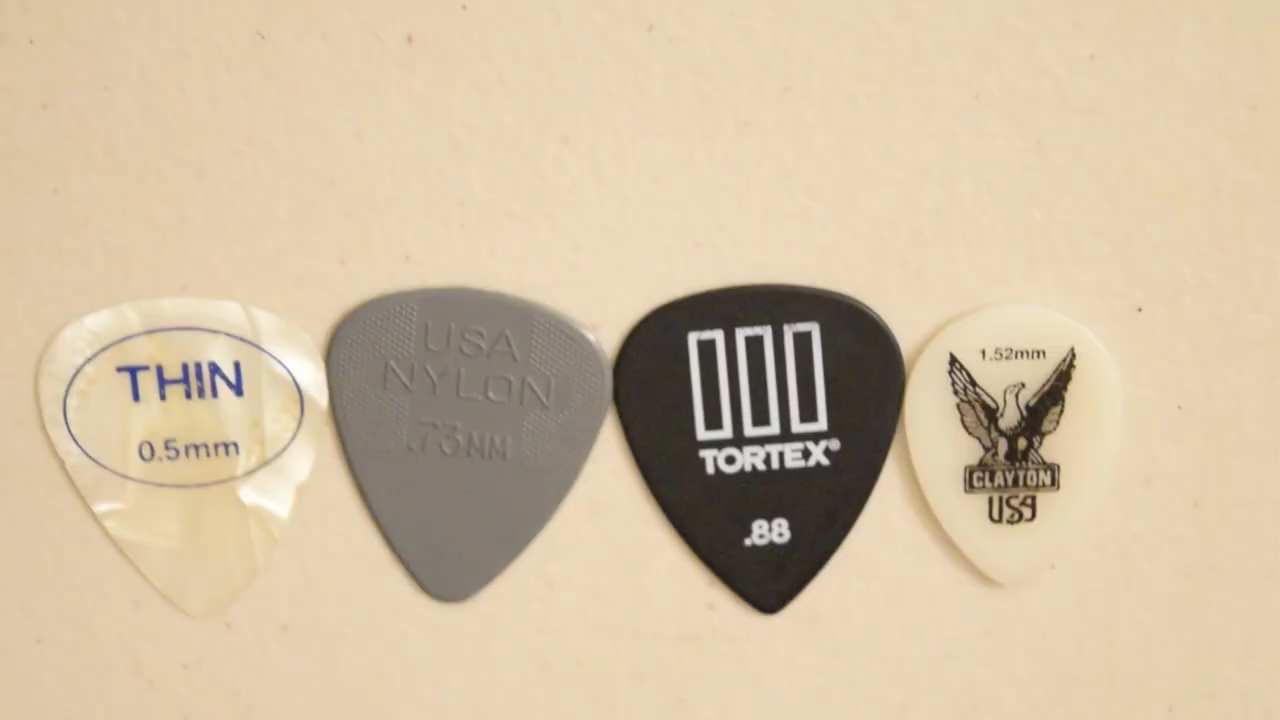 THIN
0.5mm
USA
NYLON
.73MM
TORTEX®
.88
1.52mm
CLAYTON
USA